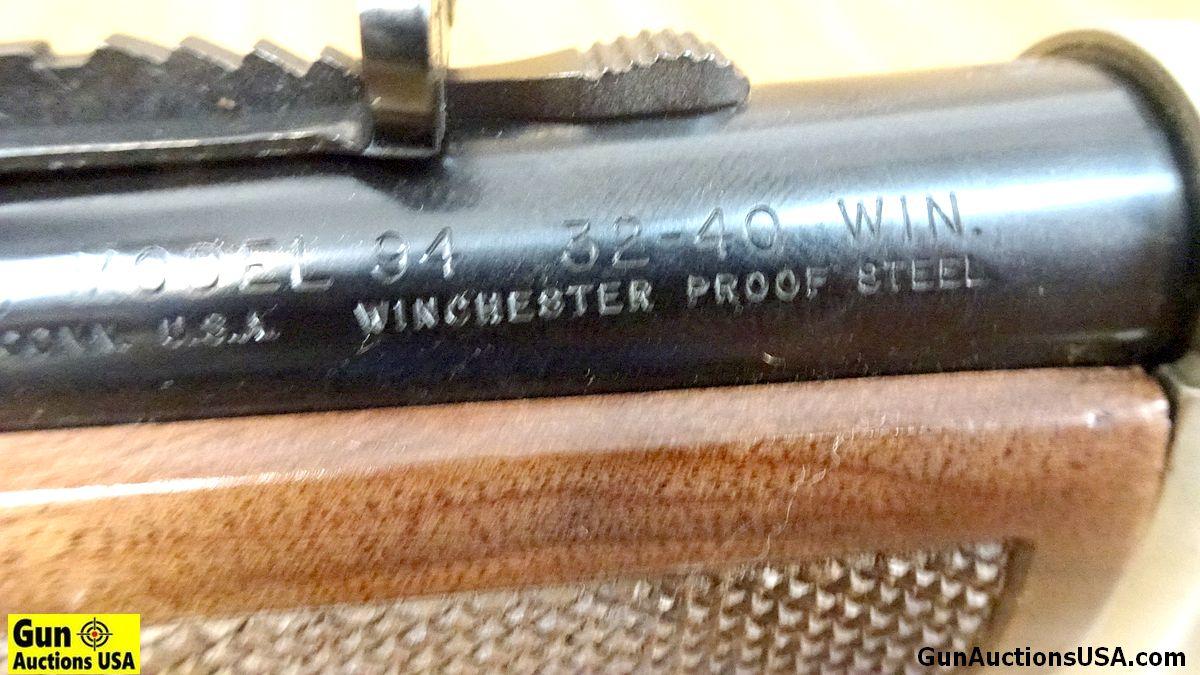 MODEL 94 32-40 WIN.
CONN. U.S.A. WINCHESTER PROOF STEEL
Gun
Auctions USA
GunAuctionsUSA.com